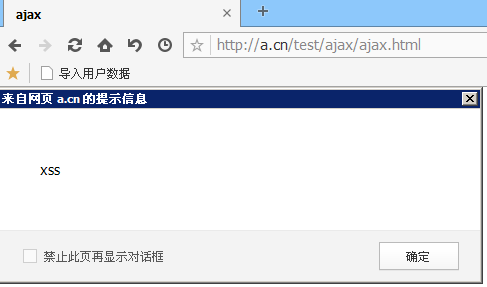 ajax
http://a.cn/test/ajax/ajax.html
导入用户数据
来自网页 a.cn 的提示信息
xss
禁止此页再显示对话框
确定